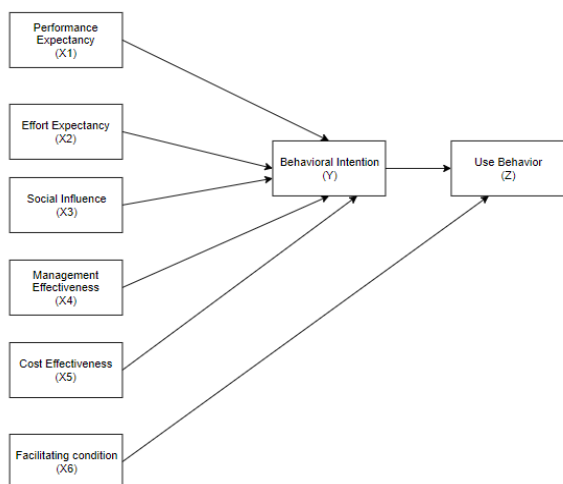 Performance
Expectancy
(X1)
Effort Expectancy
(X2)
Social Influence
(X3)
Management
Effectiveness
(X4)
Cost Effectiveness
(X5)
Facilitating condition
(X6)
Behavioral Intention
(Y)
Use Behavior
(Z)